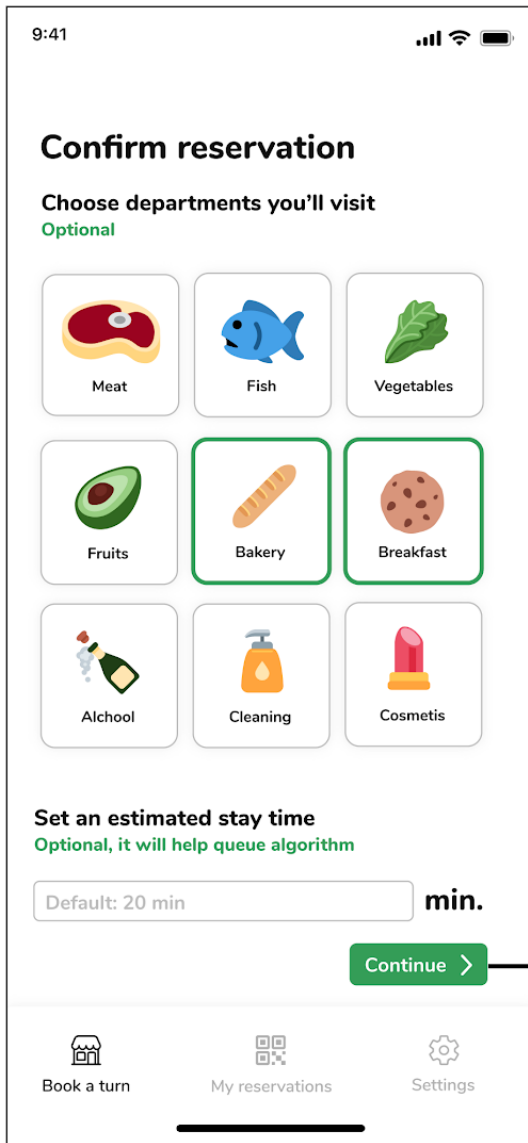 9:41
Confirm reservation
Choose departments you'll visit
Optional
Meat Fish Vegetables
Fruits Bakery Breakfast
Alchool Cleaning Cosmetis
Set an estimated stay time
Optional, it will help queue algorithm
Default: 20 min min.
Continue
Book a turn My reservations Settings